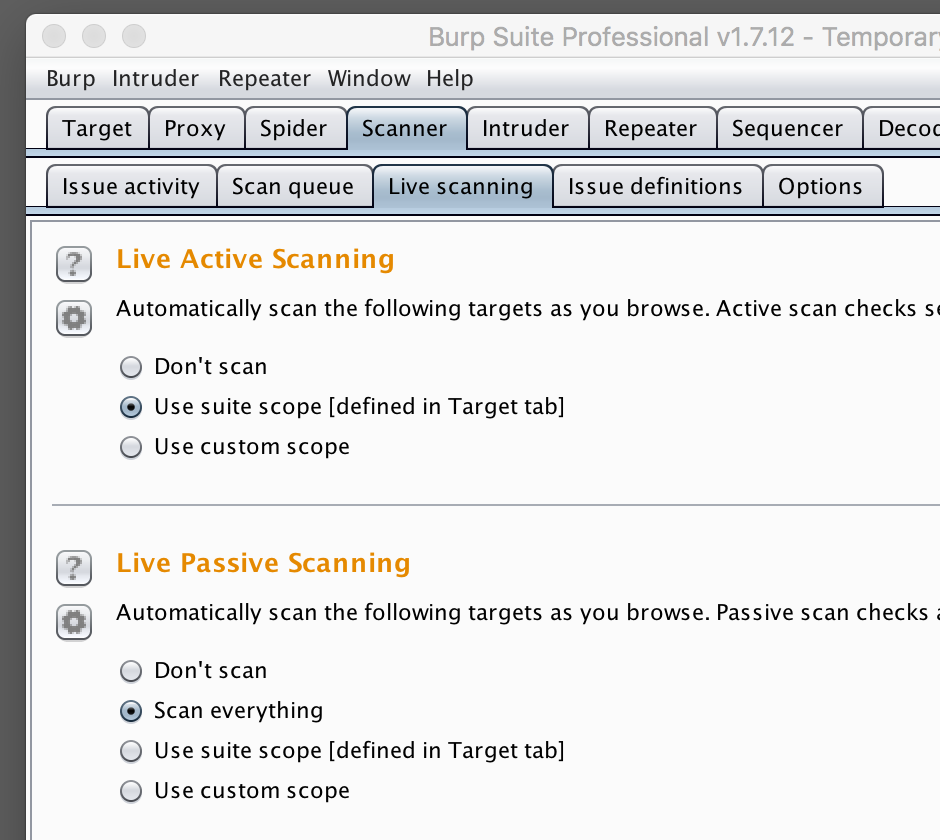 Burp Suite Professional v1.7.12 - Temporary
Burp Intruder Repeater Window Help
Target Proxy Spider Scanner Intruder Repeater Sequencer Decod
Issue activity Scan queue Live scanning Issue definitions Options
? Live Active Scanning
Automatically scan the following targets as you browse. Active scan checks se
Don't scan
Use suite scope [defined in Target tab]
Use custom scope
? Live Passive Scanning
Automatically scan the following targets as you browse. Passive scan checks a
Don't scan
Scan everything
Use suite scope [defined in Target tab]
Use custom scope